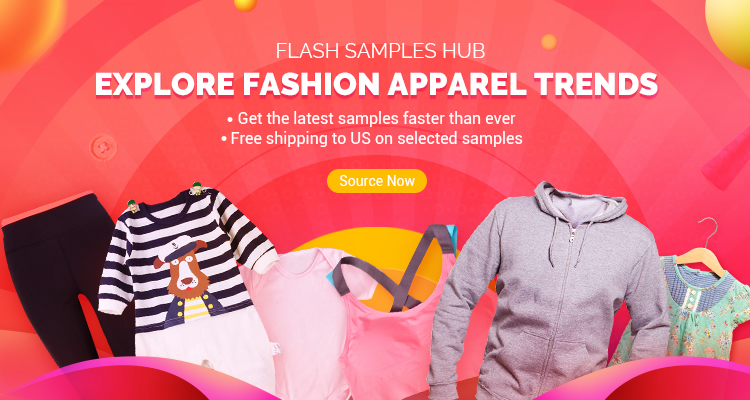 FLASH SAMPLES HUB
EXPLORE FASHION APPAREL TRENDS
• Get the latest samples faster than ever
• Free shipping to US on selected samples
Source Now